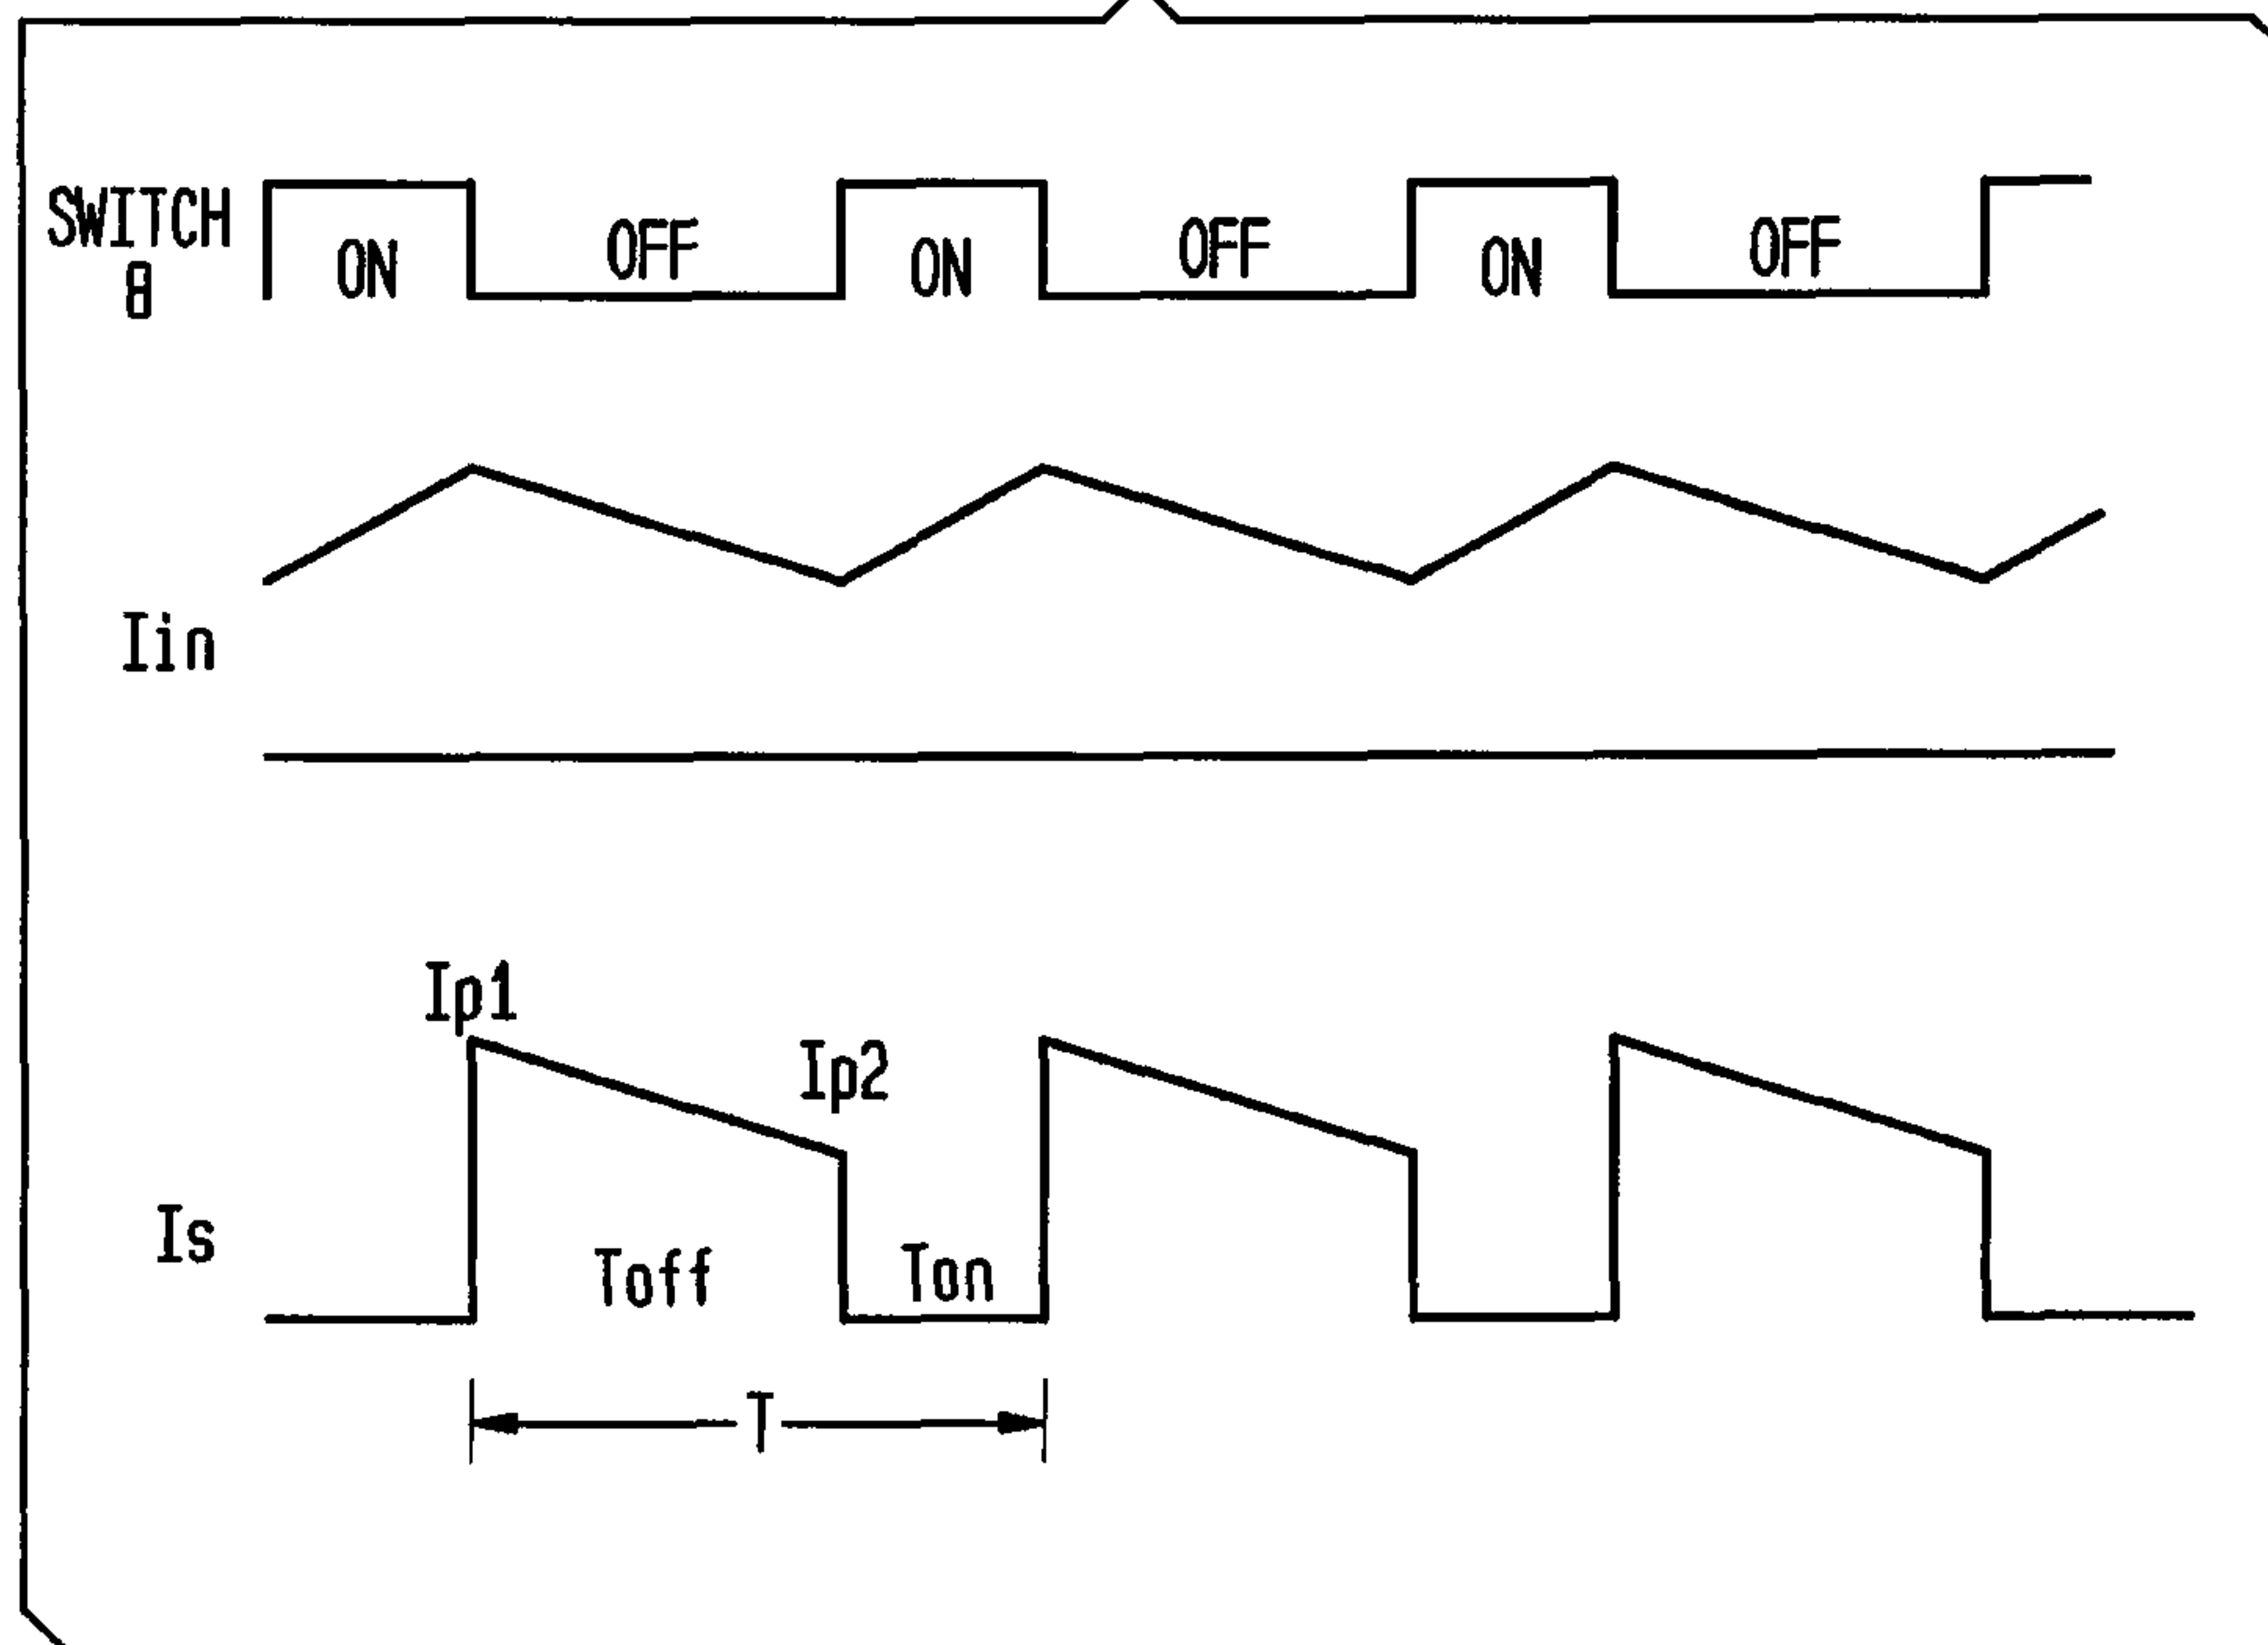 SWITCH
8
ON OFF ON OFF ON OFF
Iin
Ip1
Ip2
Is
Toff Ton
T